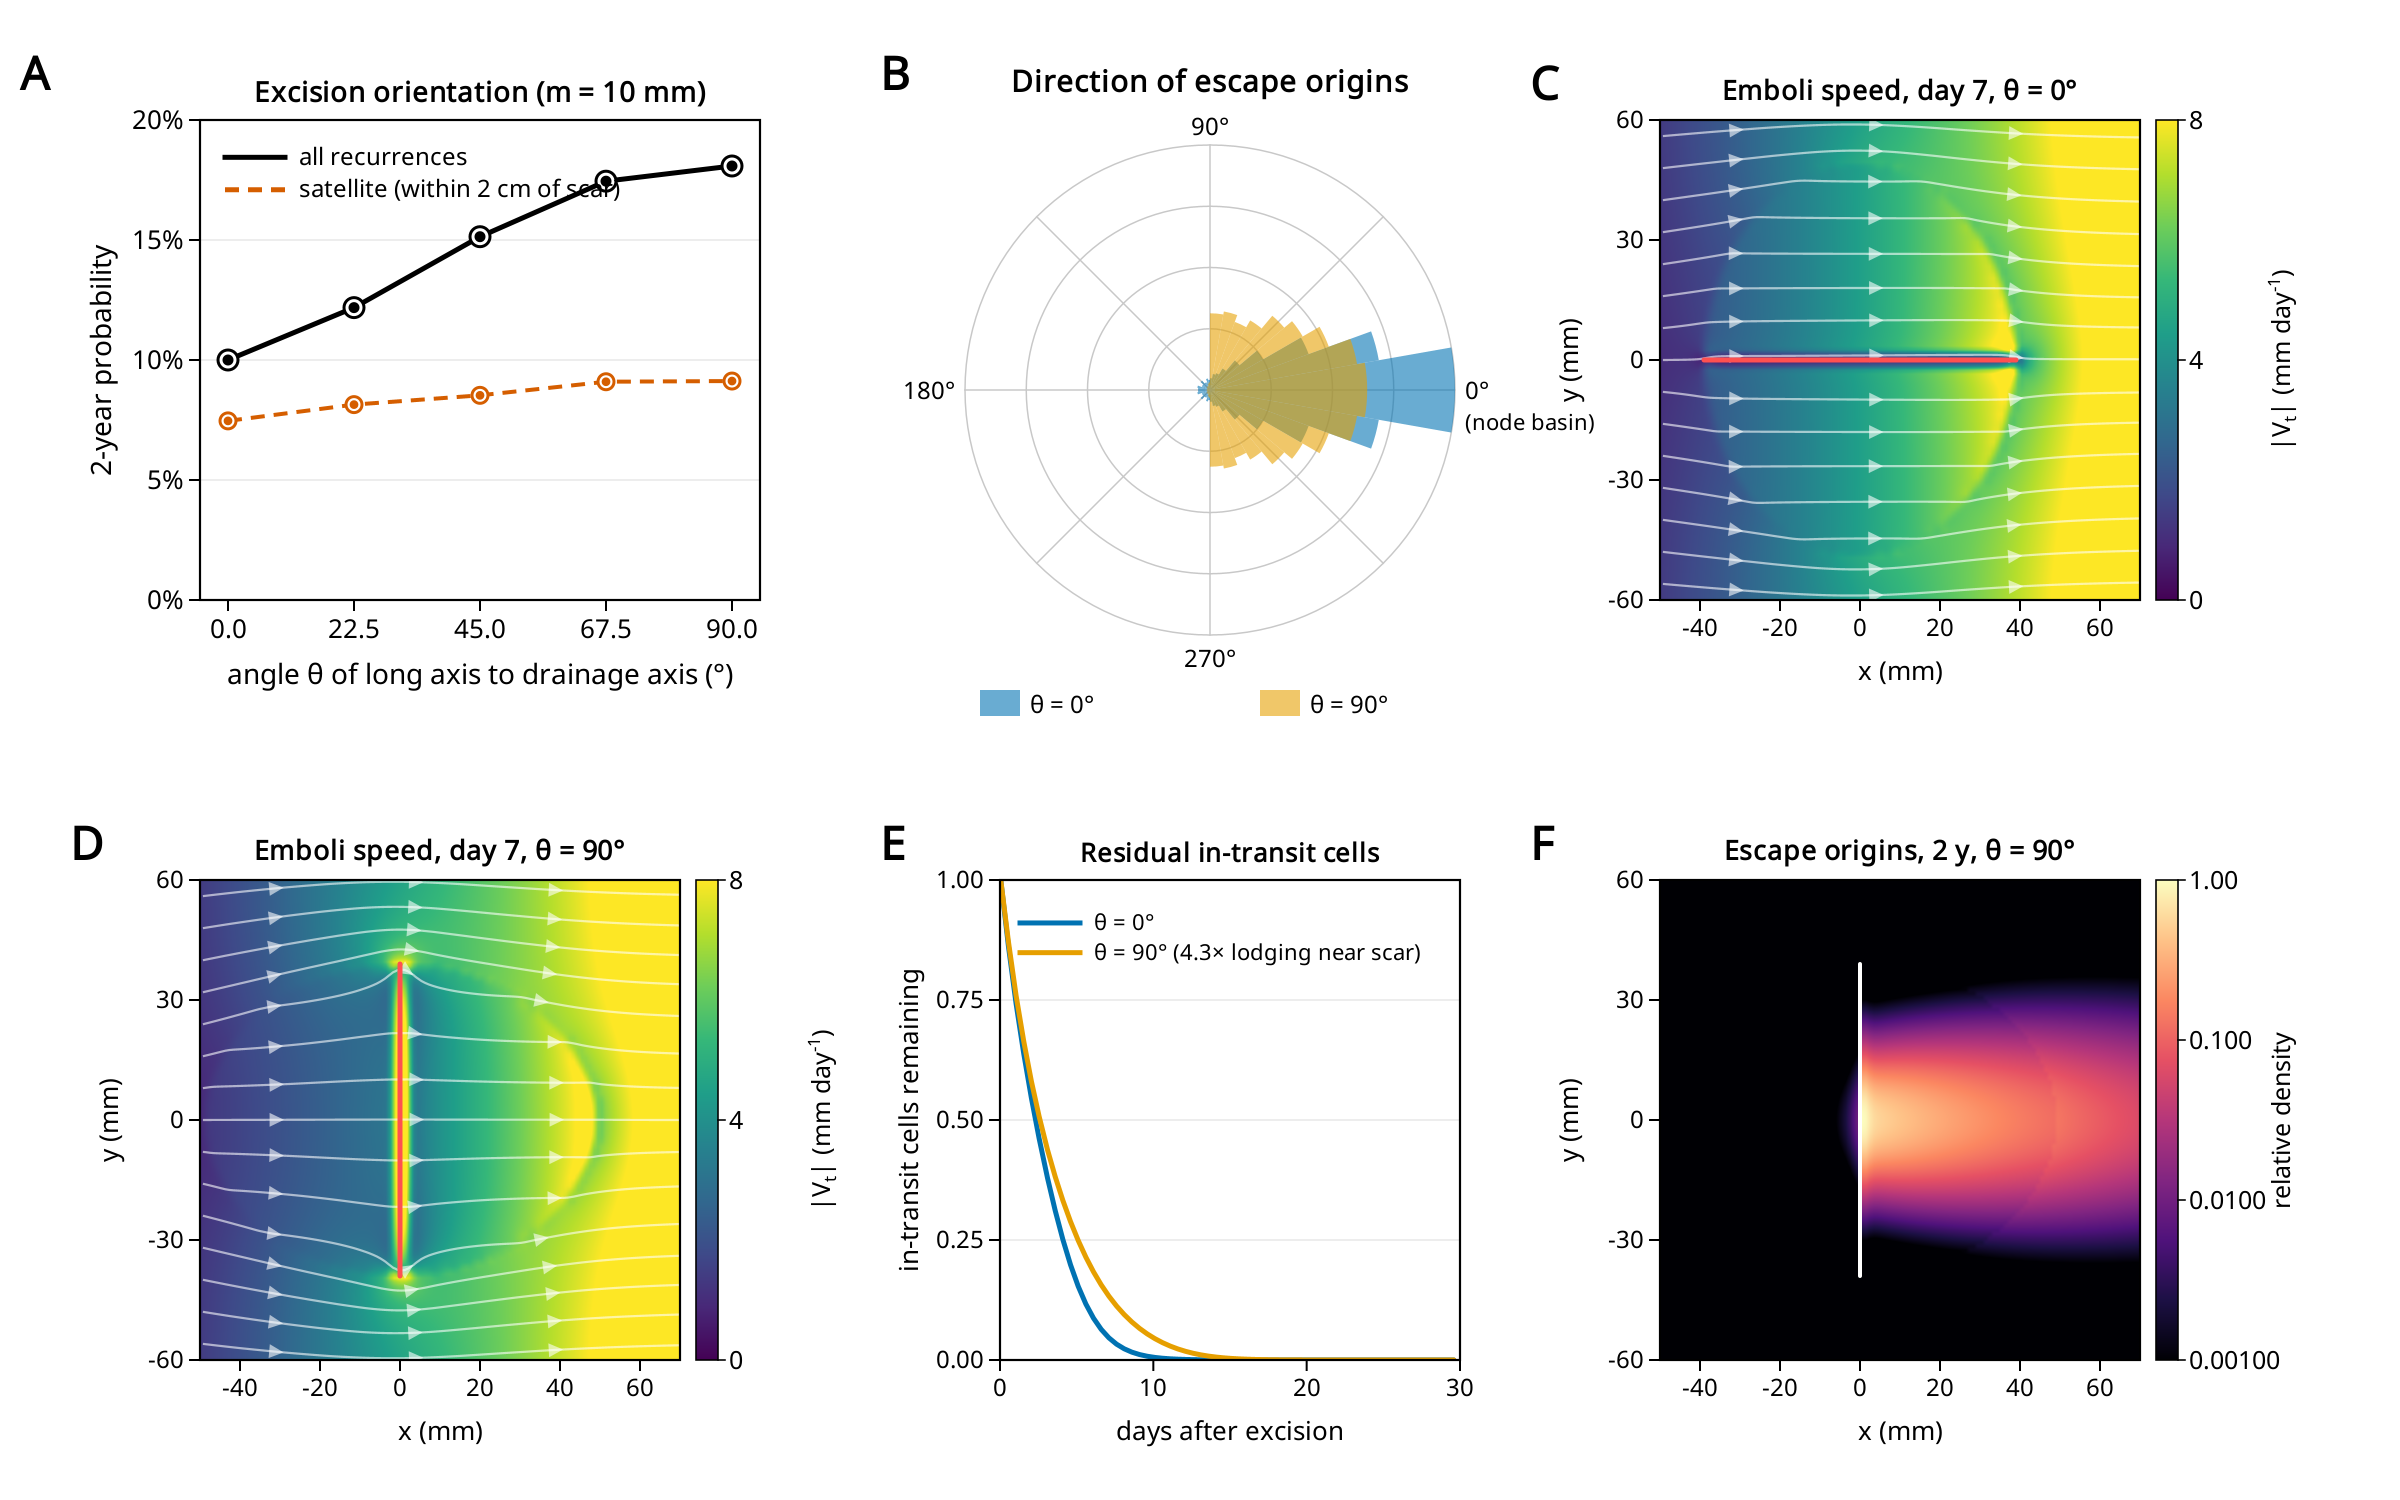 A
Excision orientation (m = 10 mm)
20%
15%
10%
5%
0%
2-year probability
all recurrences
satellite (within 2 cm of scar)
0.0 22.5 45.0 67.5 90.0
angle θ of long axis to drainage axis (°)
B
Direction of escape origins
90°
180°
0°
(node basin)
270°
θ = 0°
θ = 90°
C
Emboli speed, day 7, θ = 0°
60
30
0
-30
-60
y (mm)
-40 -20 0 20 40 60
x (mm)
8
4
0
|Vt| (mm day-1)
D
Emboli speed, day 7, θ = 90°
60
30
0
-30
-60
y (mm)
-40 -20 0 20 40 60
x (mm)
8
4
0
|Vt| (mm day-1)
E
Residual in-transit cells
1.00
0.75
0.50
0.25
0.00
in-transit cells remaining
θ = 0°
θ = 90° (4.3× lodging near scar)
0 10 20 30
days after excision
F
Escape origins, 2 y, θ = 90°
60
30
0
-30
-60
y (mm)
-40 -20 0 20 40 60
x (mm)
1.00
0.100
0.0100
0.00100
relative density